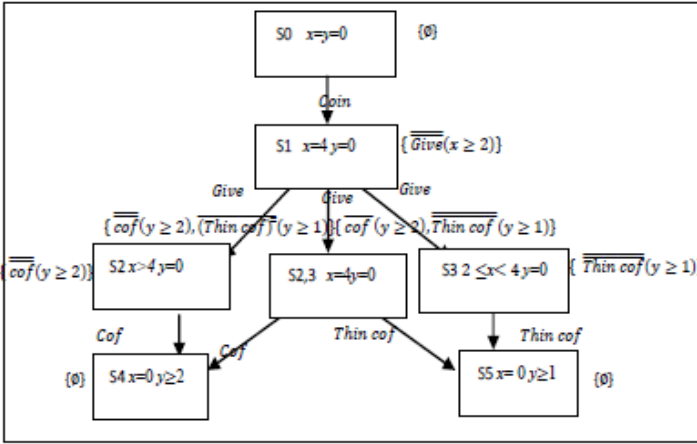 S0 x=y=0 {∅}
Coin
S1 x=4 y=0 {\overline{\overline{Give}}(x ≥ 2)}
Give Give Give
{\overline{\overline{cof}}(y ≥ 2), \overline{(Thin cof)}(y ≥ 1)}{\overline{cof}(y ≥ 2), \overline{\overline{Thin cof}}(y ≥ 1)}
{\overline{\overline{cof}}(y ≥ 2)} S2 x>4 y=0 S2,3 x=4y=0 S3 2 ≤x< 4 y=0 { \overline{\overline{Thin cof}}(y ≥ 1)
Cof Cof Thin cof Thin cof
{∅} S4 x=0 y≥2 S5 x= 0 y≥1 {∅}